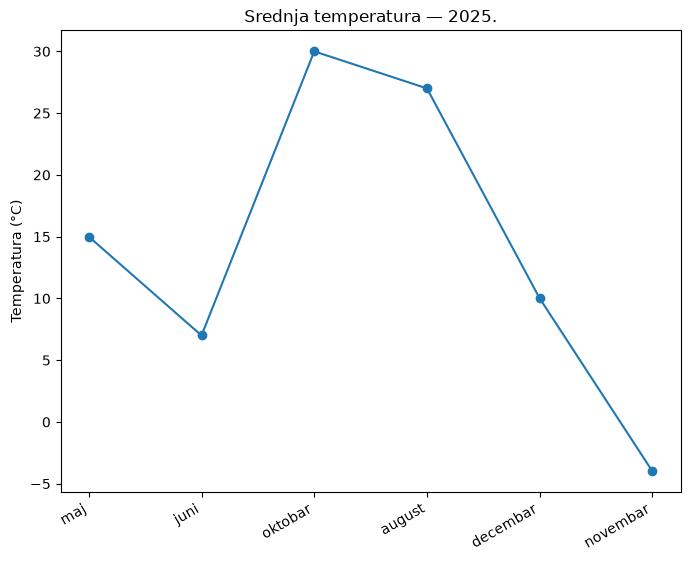 Srednja temperatura — 2025.
Temperatura (°C)
30
25
20
15
10
5
0
−5
maj
juni
oktobar
august
decembar
novembar